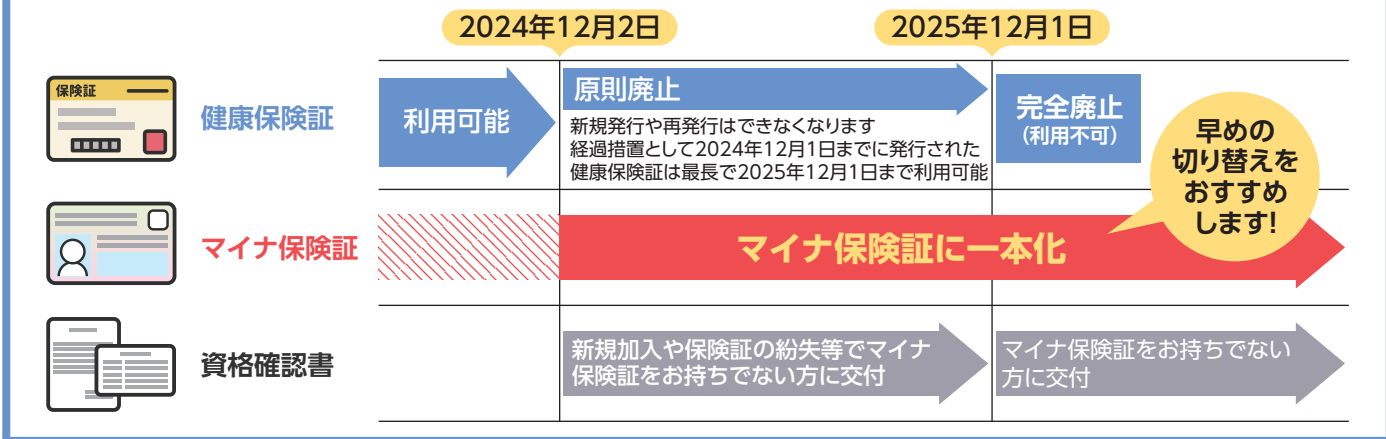 2024年12月2日
2025年12月1日
保険証
健康保険証
利用可能
原則廃止
新規発行や再発行はできなくなります
経過措置として2024年12月1日までに発行された
健康保険証は最長で2025年12月1日まで利用可能
完全廃止
(利用不可)
早めの
切り替えを
おすすめ
します!
マイナ保険証
マイナ保険証に一本化
資格確認書
新規加入や保険証の紛失等でマイナ
保険証をお持ちでない方に交付
マイナ保険証をお持ちでない
方に交付